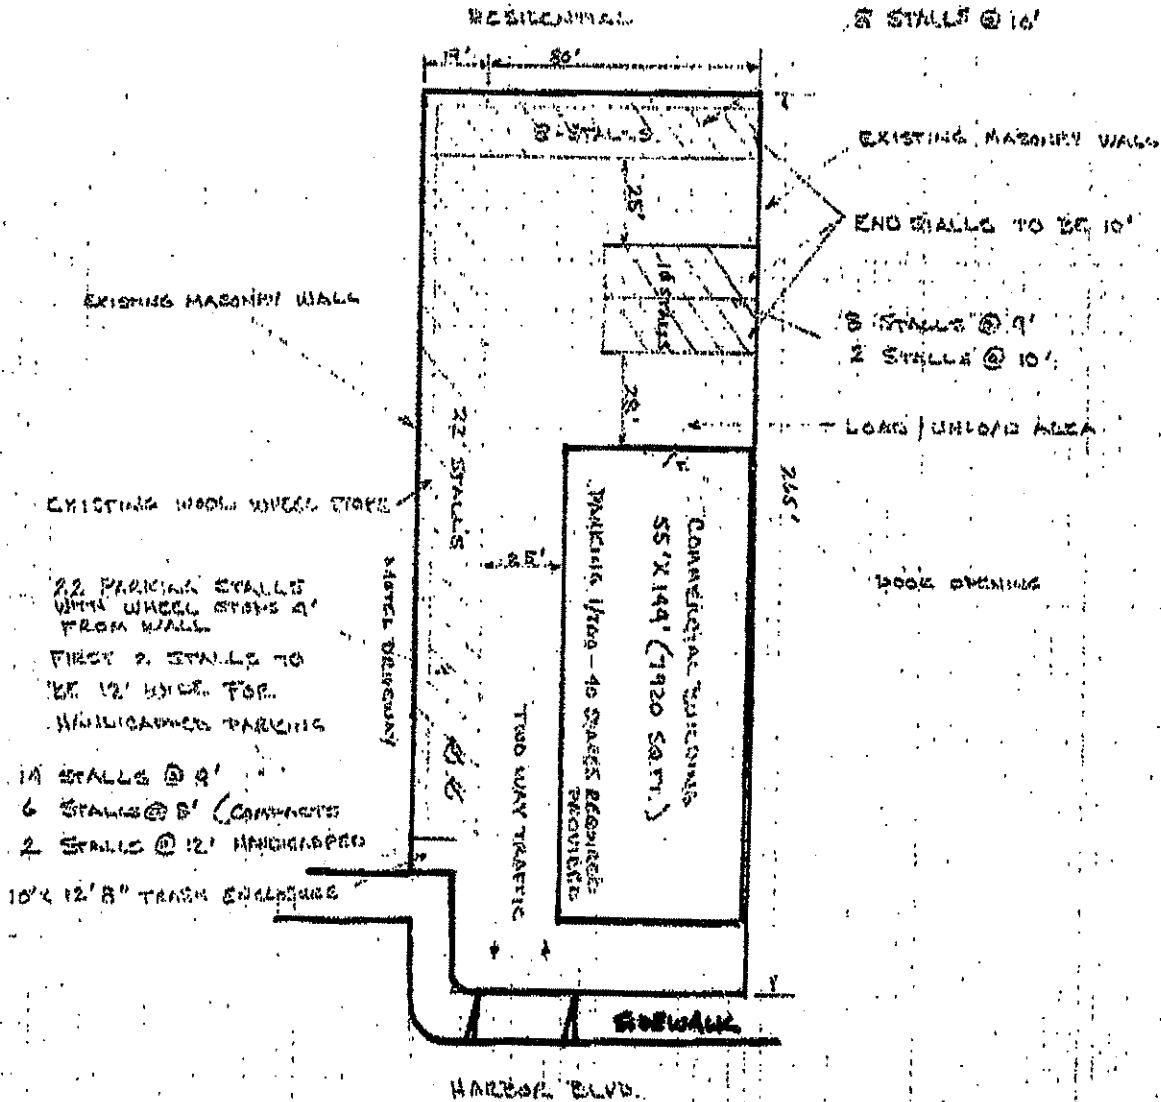 RESIDENTIAL
8 STALLS @ 10'
19'
80'
8 STALLS
EXISTING MASONRY WALL
25'
END STALLS TO BE 10'
EXISTING MASONRY WALL
STALLS
8 STALLS @ 9'
2 STALLS @ 10'
LOAD/UNLOAD AREA
22 STALLS
265'
EXISTING WOOD WHEEL STOPS
25'
DOOR OPENING
22 PARKING STALLS
WITH WHEEL STOPS
FROM WALL
FIRST 2 STALLS TO
BE 12' WIDE FOR
HANDICAPPED PARKING
MOTEL DRIVEWAY
COMMERCIAL BUILDING
55' X 144' (7920 SQ. FT.)
PARKING 1/200 - 40 SPACES REQUIRED
PROVIDED
TWO WAY TRAFFIC
14 STALLS @ 9'
6 STALLS @ 8' (COMPACTS
2 STALLS @ 12' HANDICAPPED
10' X 12'8" TRASH ENCLOSURE
SIDEWALK
HARBOR BLVD.